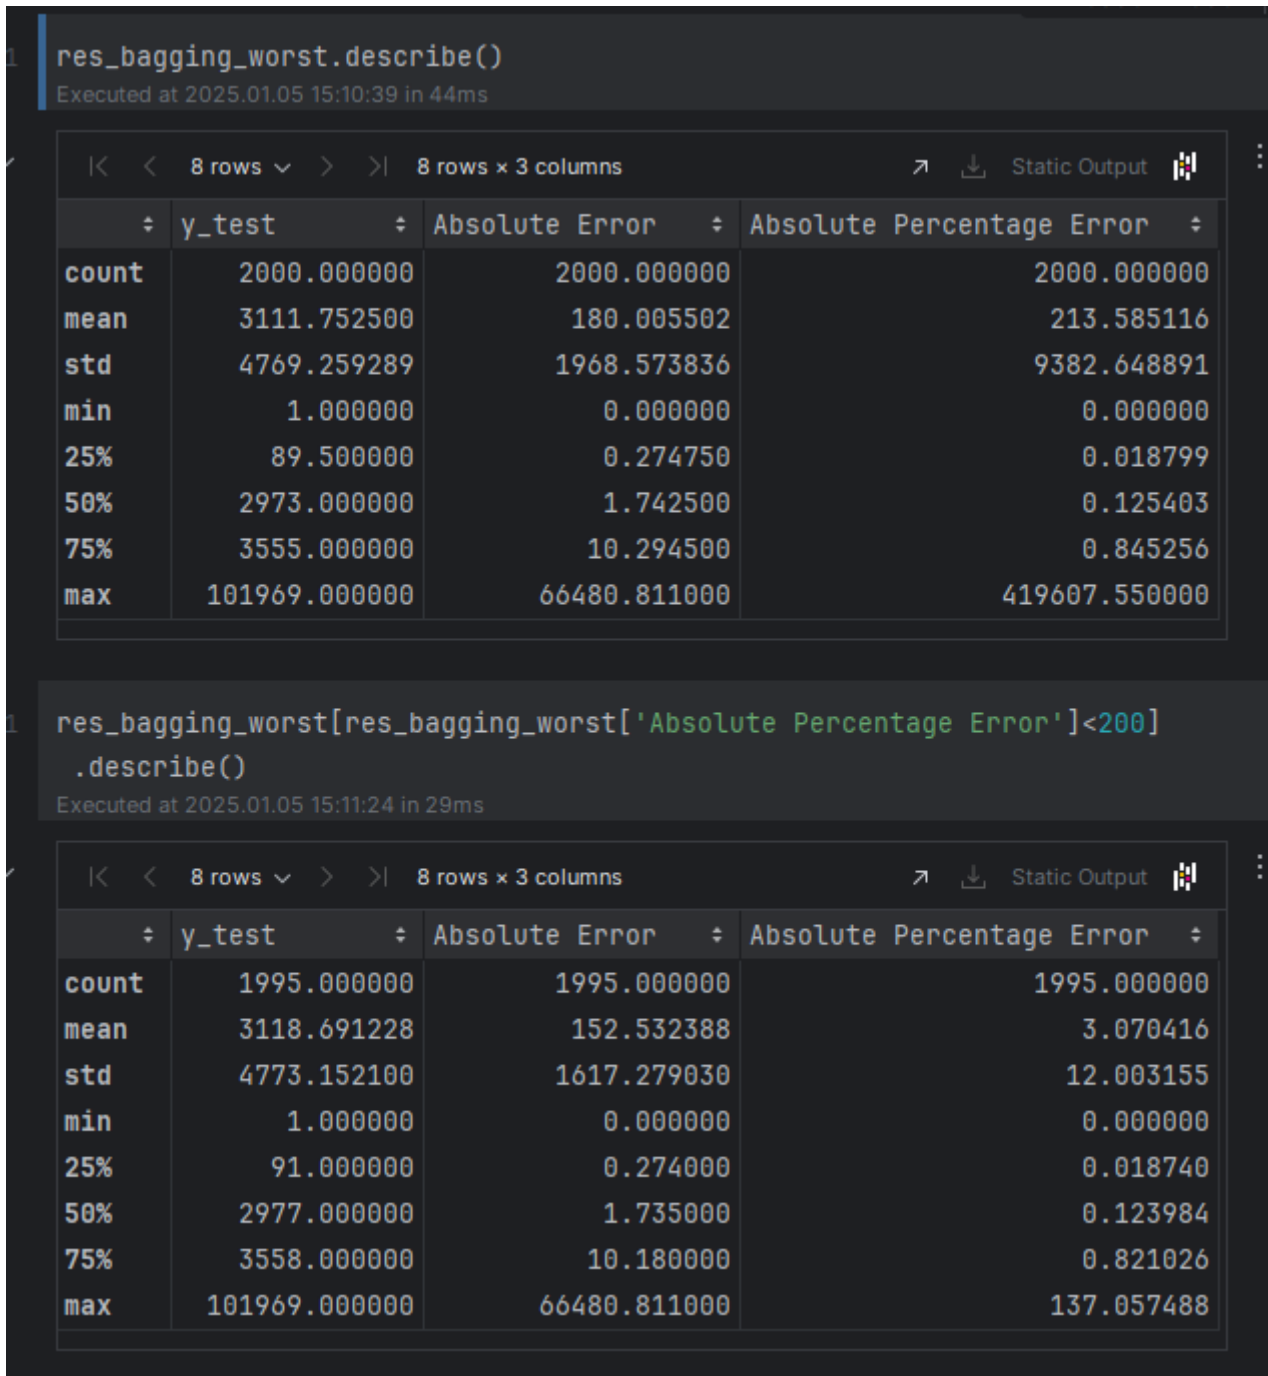 1 res_bagging_worst.describe()
Executed at 2025.01.05 15:10:39 in 44ms
8 rows 8 rows × 3 columns Static Output
y_test Absolute Error Absolute Percentage Error
count 2000.000000 2000.000000 2000.000000
mean 3111.752500 180.005502 213.585116
std 4769.259289 1968.573836 9382.648891
min 1.000000 0.000000 0.000000
25% 89.500000 0.274750 0.018799
50% 2973.000000 1.742500 0.125403
75% 3555.000000 10.294500 0.845256
max 101969.000000 66480.811000 419607.550000
1 res_bagging_worst[res_bagging_worst['Absolute Percentage Error']<200]
.describe()
Executed at 2025.01.05 15:11:24 in 29ms
8 rows 8 rows × 3 columns Static Output
y_test Absolute Error Absolute Percentage Error
count 1995.000000 1995.000000 1995.000000
mean 3118.691228 152.532388 3.070416
std 4773.152100 1617.279030 12.003155
min 1.000000 0.000000 0.000000
25% 91.000000 0.274000 0.018740
50% 2977.000000 1.735000 0.123984
75% 3558.000000 10.180000 0.821026
max 101969.000000 66480.811000 137.057488